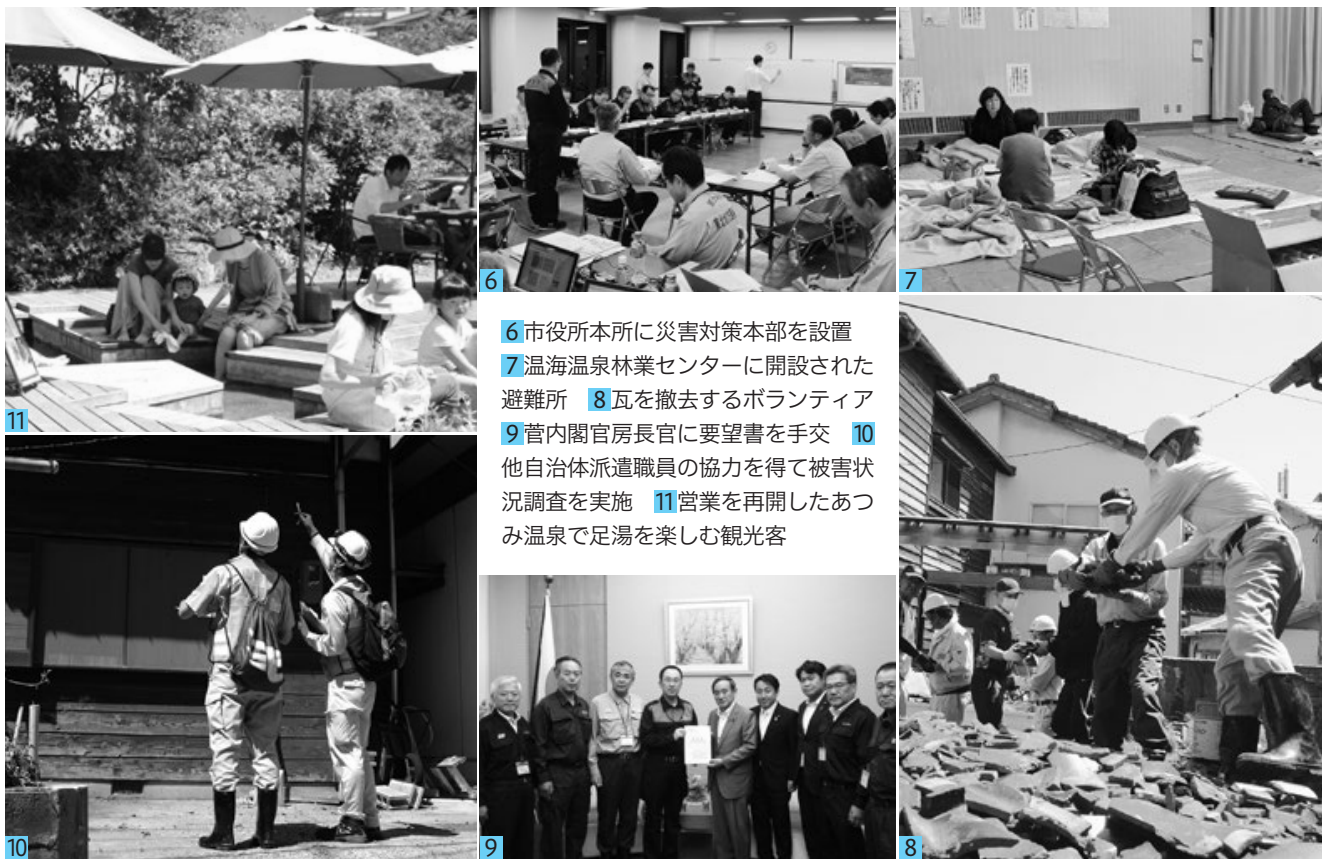 6市役所本所に災害対策本部を設置
7温海温泉林業センターに開設された
避難所　8瓦を撤去するボランティア
9菅内閣官房長官に要望書を手交　10
他自治体派遣職員の協力を得て被害状
況調査を実施　11営業を再開したあつ
み温泉で足湯を楽しむ観光客
11
6
7
10
9
8